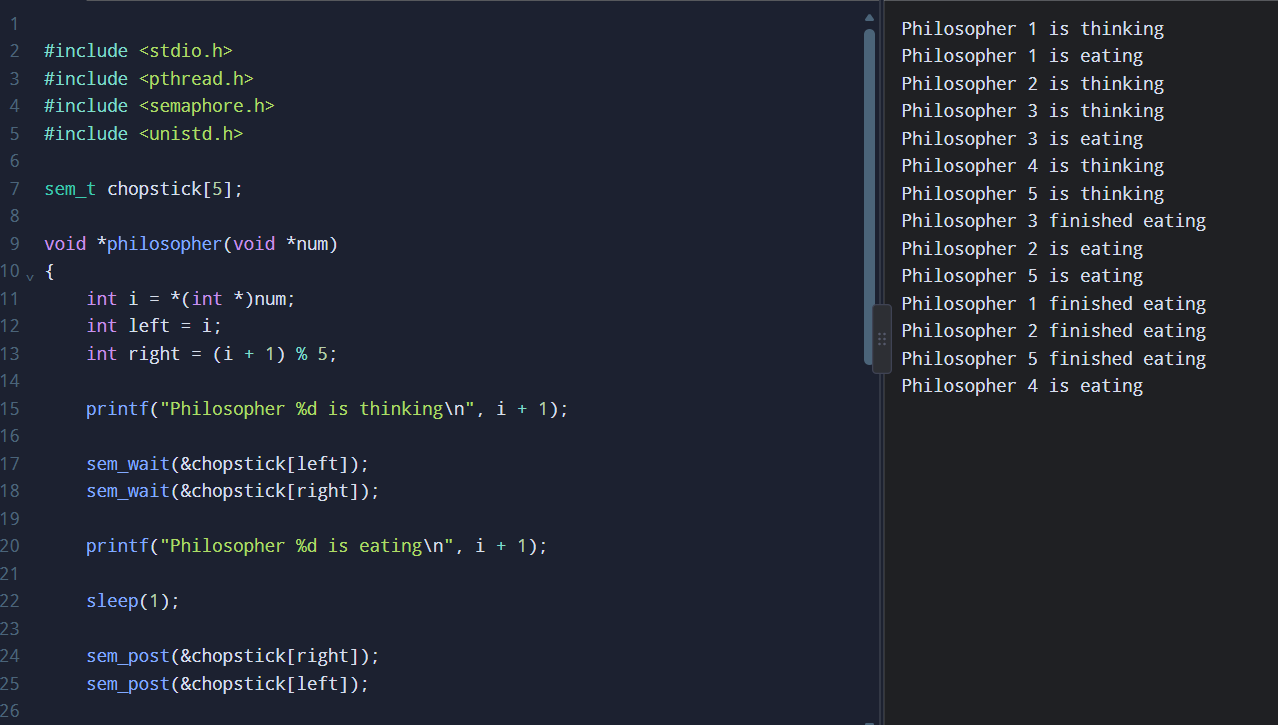 1
2 #include <stdio.h>
3 #include <pthread.h>
4 #include <semaphore.h>
5 #include <unistd.h>
6
7 sem_t chopstick[5];
8
9 void *philosopher(void *num)
10 {
11     int i = *(int *)num;
12     int left = i;
13     int right = (i + 1) % 5;
14
15     printf("Philosopher %d is thinking\n", i + 1);
16
17     sem_wait(&chopstick[left]);
18     sem_wait(&chopstick[right]);
19
20     printf("Philosopher %d is eating\n", i + 1);
21
22     sleep(1);
23
24     sem_post(&chopstick[right]);
25     sem_post(&chopstick[left]);
26
Philosopher 1 is thinking
Philosopher 1 is eating
Philosopher 2 is thinking
Philosopher 3 is thinking
Philosopher 3 is eating
Philosopher 4 is thinking
Philosopher 5 is thinking
Philosopher 3 finished eating
Philosopher 2 is eating
Philosopher 5 is eating
Philosopher 1 finished eating
Philosopher 2 finished eating
Philosopher 5 finished eating
Philosopher 4 is eating